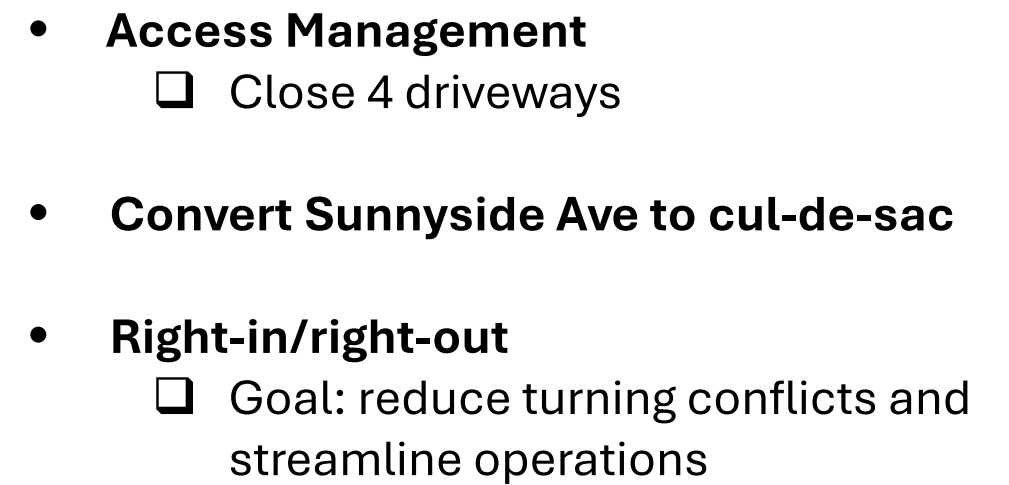 • Access Management
❑ Close 4 driveways
• Convert Sunnyside Ave to cul-de-sac
• Right-in/right-out
❑ Goal: reduce turning conflicts and
streamline operations